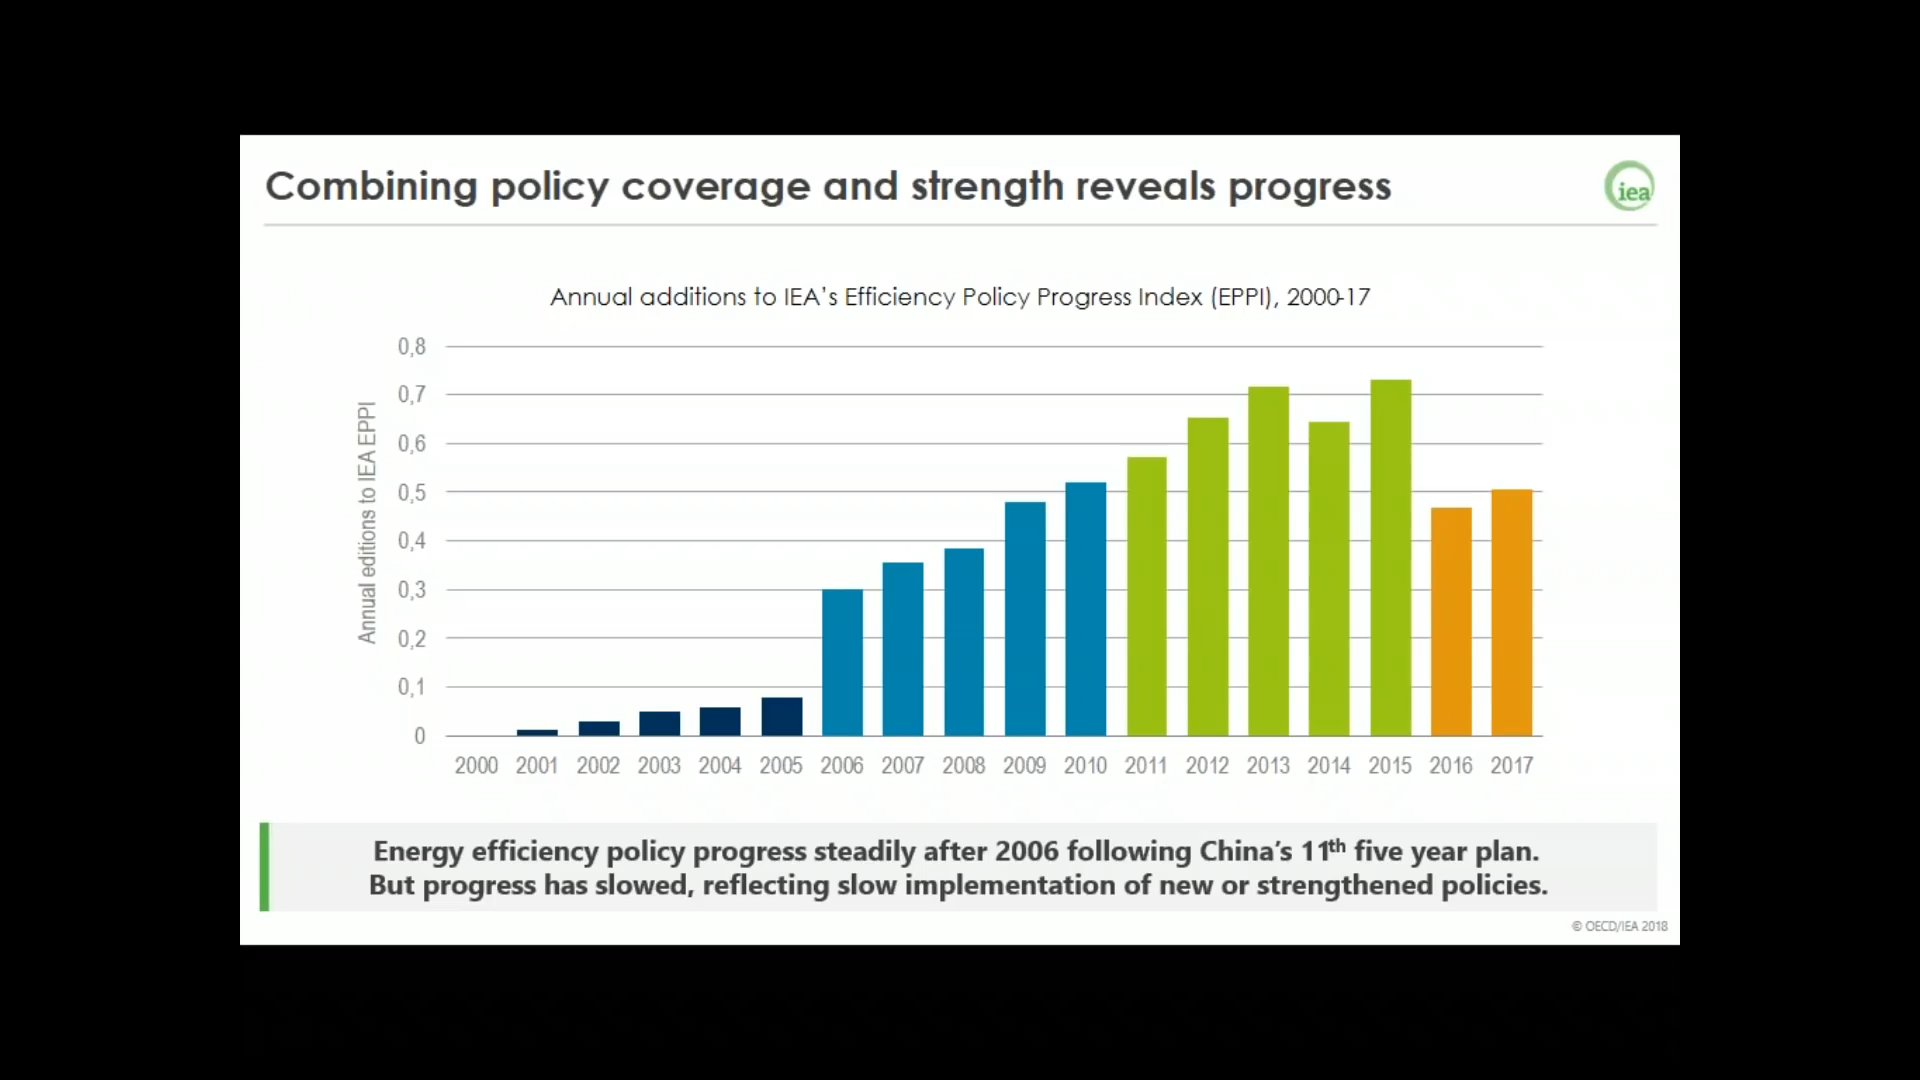 Combining policy coverage and strength reveals progress
iea
Annual additions to IEA's Efficiency Policy Progress Index (EPPI), 2000-17
Annual editions to IEA EPPI
0,8
0,7
0,6
0,5
0,4
0,3
0,2
0,1
0
2000 2001 2002 2003 2004 2005 2006 2007 2008 2009 2010 2011 2012 2013 2014 2015 2016 2017
Energy efficiency policy progress steadily after 2006 following China's 11th five year plan.
But progress has slowed, reflecting slow implementation of new or strengthened policies.
© OECD/IEA 2018